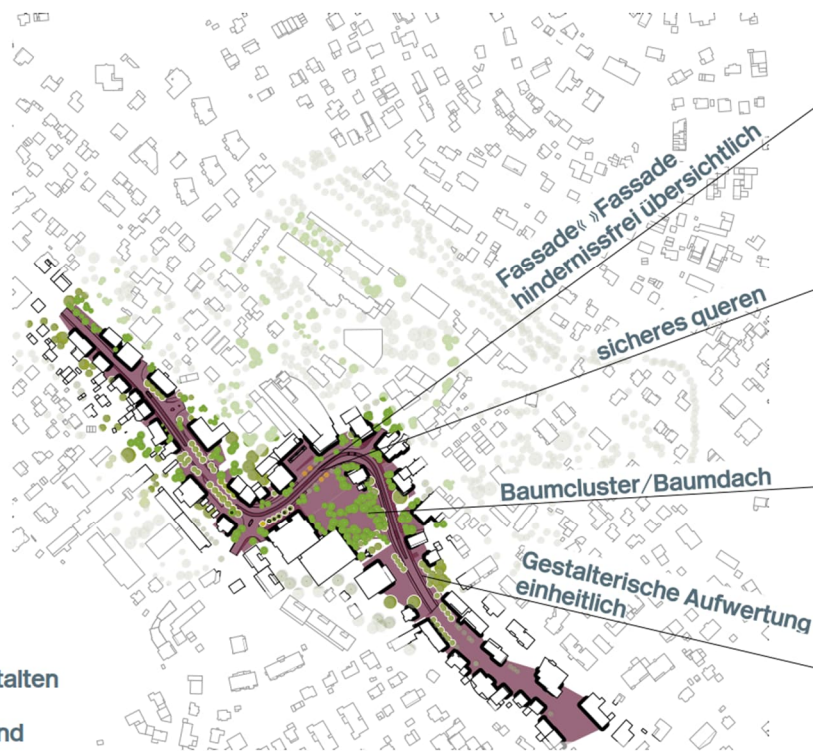 Fassade« »Fassade
hindernissfrei übersichtlich
sicheres queren
Baumcluster/Baumdach
Gestalterische Aufwertung
einheitlich
talten
nd